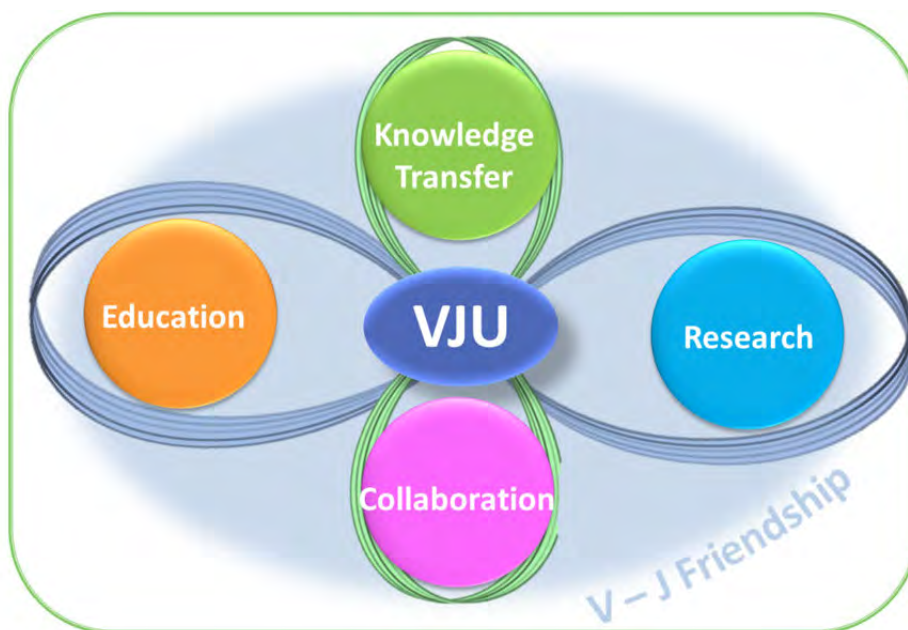 Knowledge
Transfer
Education
VJU
Research
Collaboration
V – J Friendship